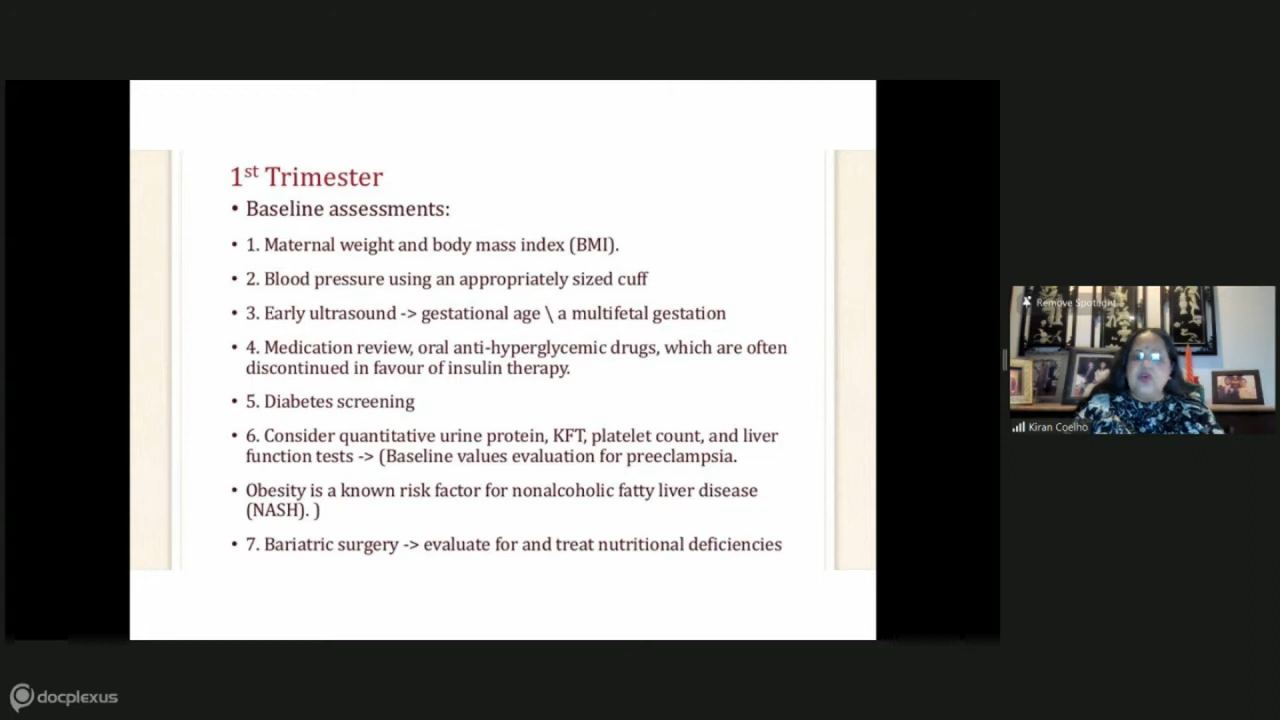 1st Trimester
• Baseline assessments:
• 1. Maternal weight and body mass index (BMI).
• 2. Blood pressure using an appropriately sized cuff
• 3. Early ultrasound -> gestational age \ a multifetal gestation
• 4. Medication review, oral anti-hyperglycemic drugs, which are often
discontinued in favour of insulin therapy.
• 5. Diabetes screening
• 6. Consider quantitative urine protein, KFT, platelet count, and liver
function tests -> (Baseline values evaluation for preeclampsia.
• Obesity is a known risk factor for nonalcoholic fatty liver disease
(NASH). )
• 7. Bariatric surgery -> evaluate for and treat nutritional deficiencies
Remove Spotlight
Kiran Coelho
docplexus